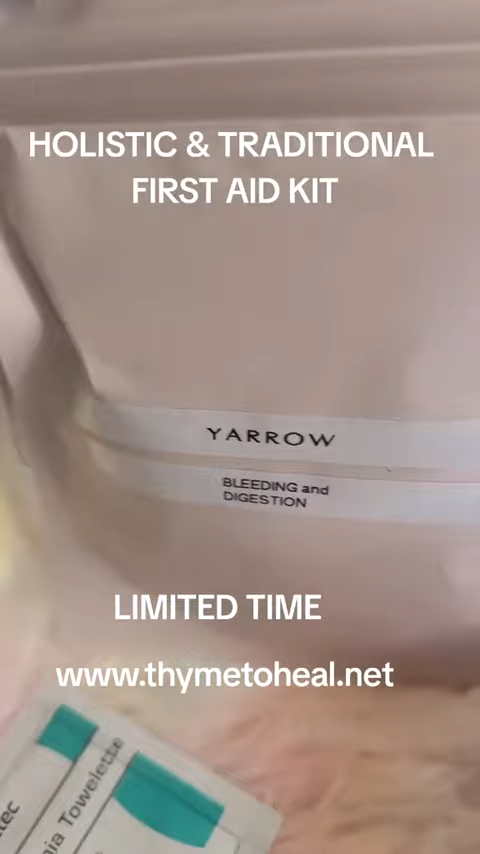 HOLISTIC & TRADITIONAL
FIRST AID KIT
YARROW
BLEEDING and
DIGESTION
LIMITED TIME
www.thymetoheal.net
Towelette